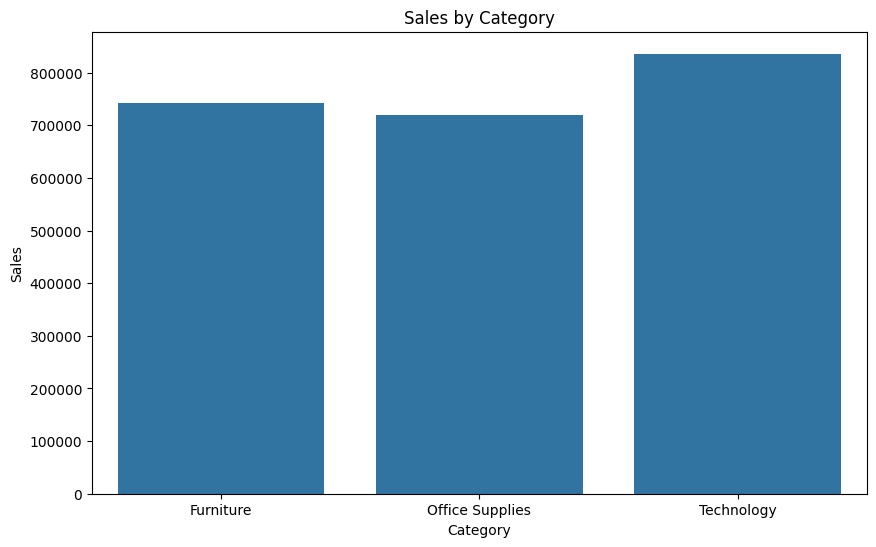 Sales by Category
Sales
800000
700000
600000
500000
400000
300000
200000
100000
0
Furniture
Office Supplies
Technology
Category